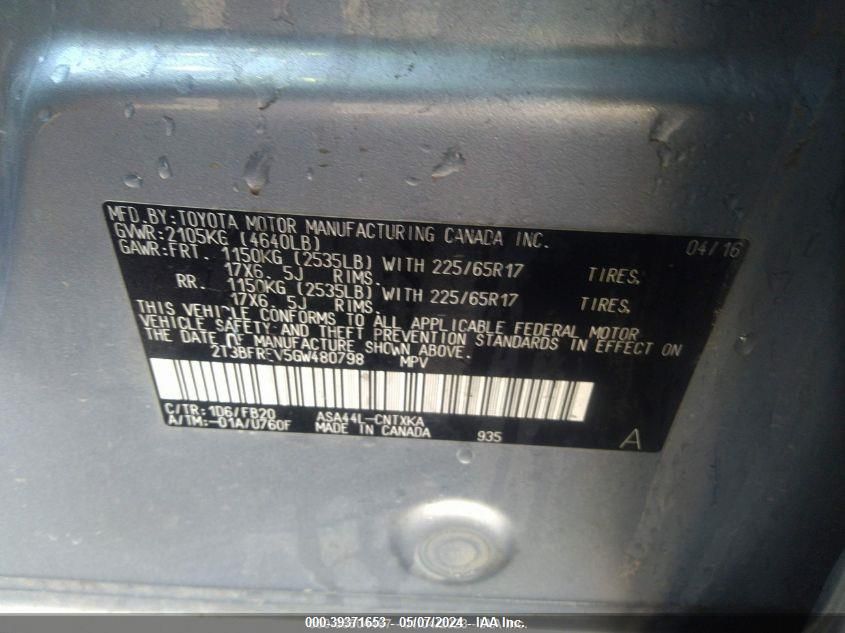 MFD. BY: TOYOTA MOTOR MANUFACTURING CANADA INC. 04/16
GVWR: 2105KG (4640LB)
GAWR: FRT. 1150KG (2535LB) WITH 225/65R17 TIRES,
17X6. 5J RIMS.
RR. 1150KG (2535LB) WITH 225/65R17 TIRES,
17X6. 5J RIMS.
THIS VEHICLE CONFORMS TO ALL APPLICABLE FEDERAL MOTOR
VEHICLE SAFETY AND THEFT PREVENTION STANDARDS IN EFFECT ON
THE DATE OF MANUFACTURE SHOWN ABOVE.
2T3BFREV5GW480798 MPV
C/TR: 1D6/FB20 ASA44L-CNTXKA
A/TM: -01A/U760F MADE IN CANADA 935 A
000-39371653 - 05/07/2024 - IAA Inc.